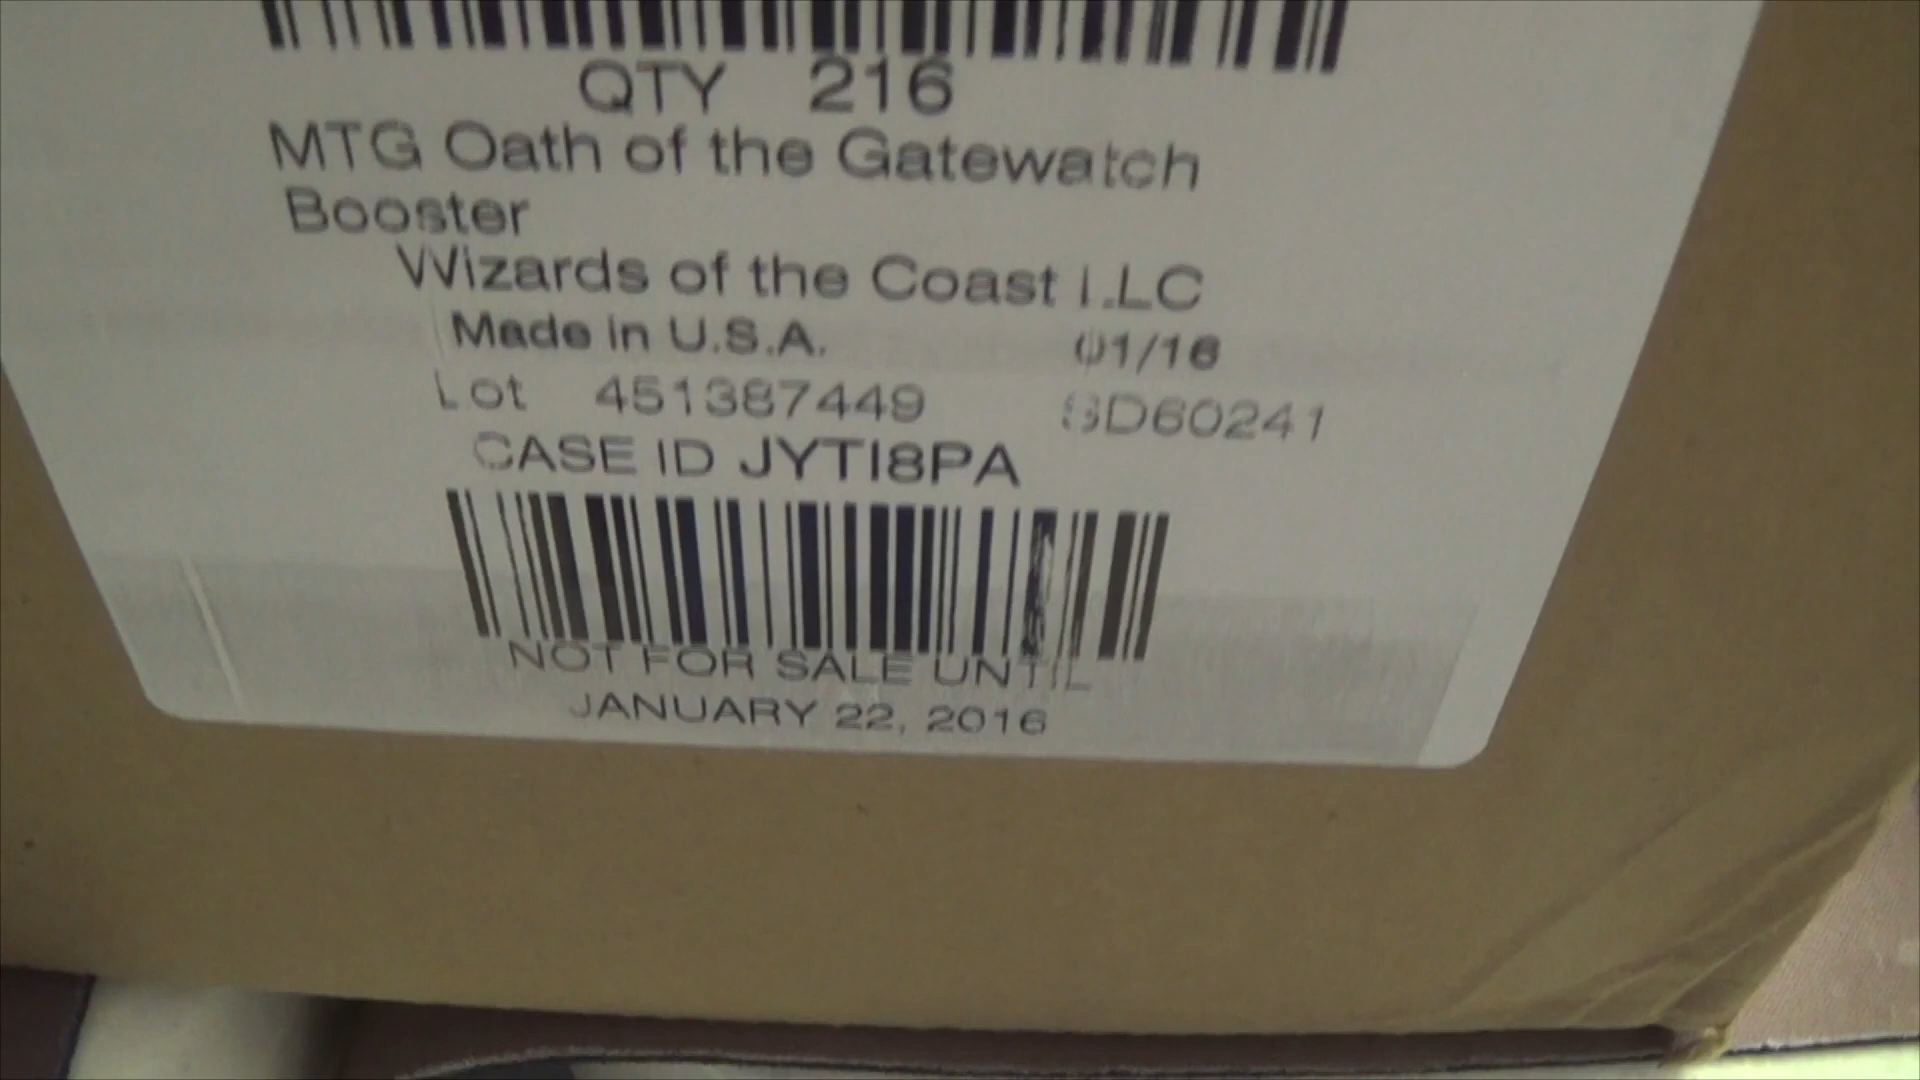 QTY 216
MTG Oath of the Gatewatch
Booster
Wizards of the Coast LLC
Made in U.S.A. 01/16
Lot 451387449 BD60241
CASE ID JYTI8PA
NOT FOR SALE UNTIL
JANUARY 22, 2016